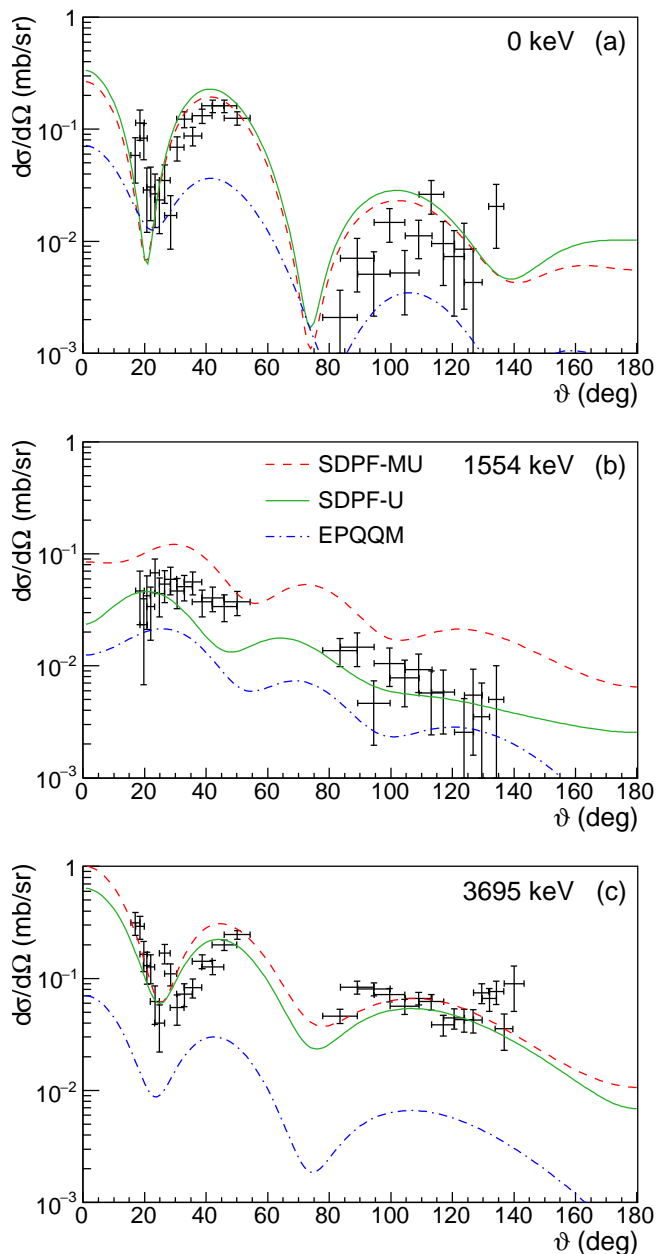 1
0 keV (a)
dσ/dΩ (mb/sr)
10⁻¹
10⁻²
10⁻³
0 20 40 60 80 100 120 140 160 180
ϑ (deg)
1
1554 keV (b)
SDPF-MU
SDPF-U
EPQQM
dσ/dΩ (mb/sr)
10⁻¹
10⁻²
10⁻³
0 20 40 60 80 100 120 140 160 180
ϑ (deg)
1
3695 keV (c)
dσ/dΩ (mb/sr)
10⁻¹
10⁻²
10⁻³
0 20 40 60 80 100 120 140 160 180
ϑ (deg)